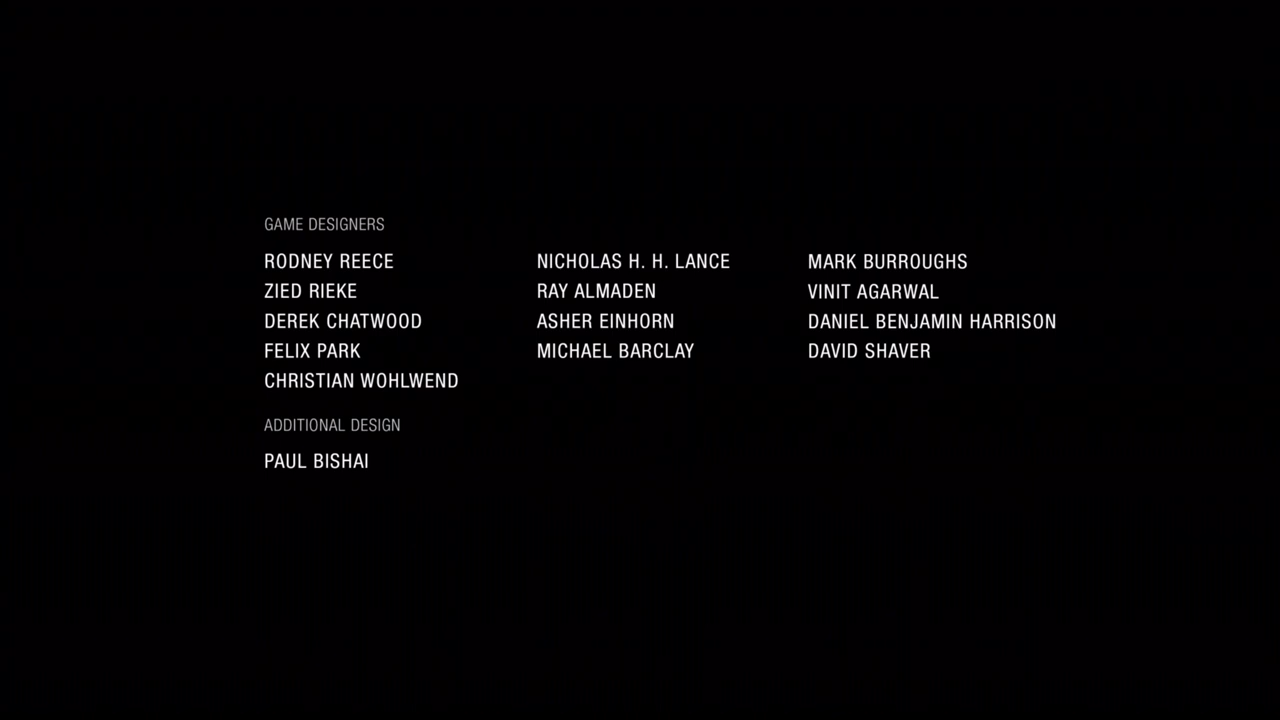 GAME DESIGNERS
RODNEY REECE
ZIED RIEKE
DEREK CHATWOOD
FELIX PARK
CHRISTIAN WOHLWEND
NICHOLAS H. H. LANCE
RAY ALMADEN
ASHER EINHORN
MICHAEL BARCLAY
MARK BURROUGHS
VINIT AGARWAL
DANIEL BENJAMIN HARRISON
DAVID SHAVER
ADDITIONAL DESIGN
PAUL BISHAI